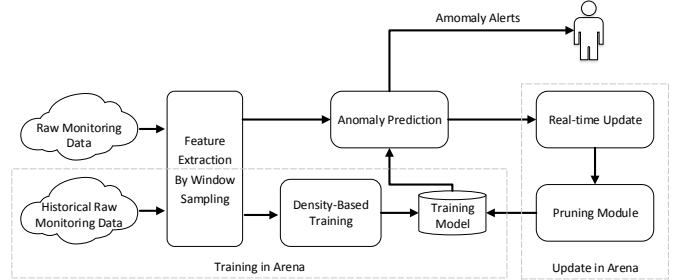 Amomaly Alerts
Raw Monitoring
Data
Feature
Extraction
By Window
Sampling
Anomaly Prediction
Real-time Update
Historical Raw
Monitoring Data
Density-Based
Training
Training
Model
Pruning Module
Training in Arena
Update in Arena